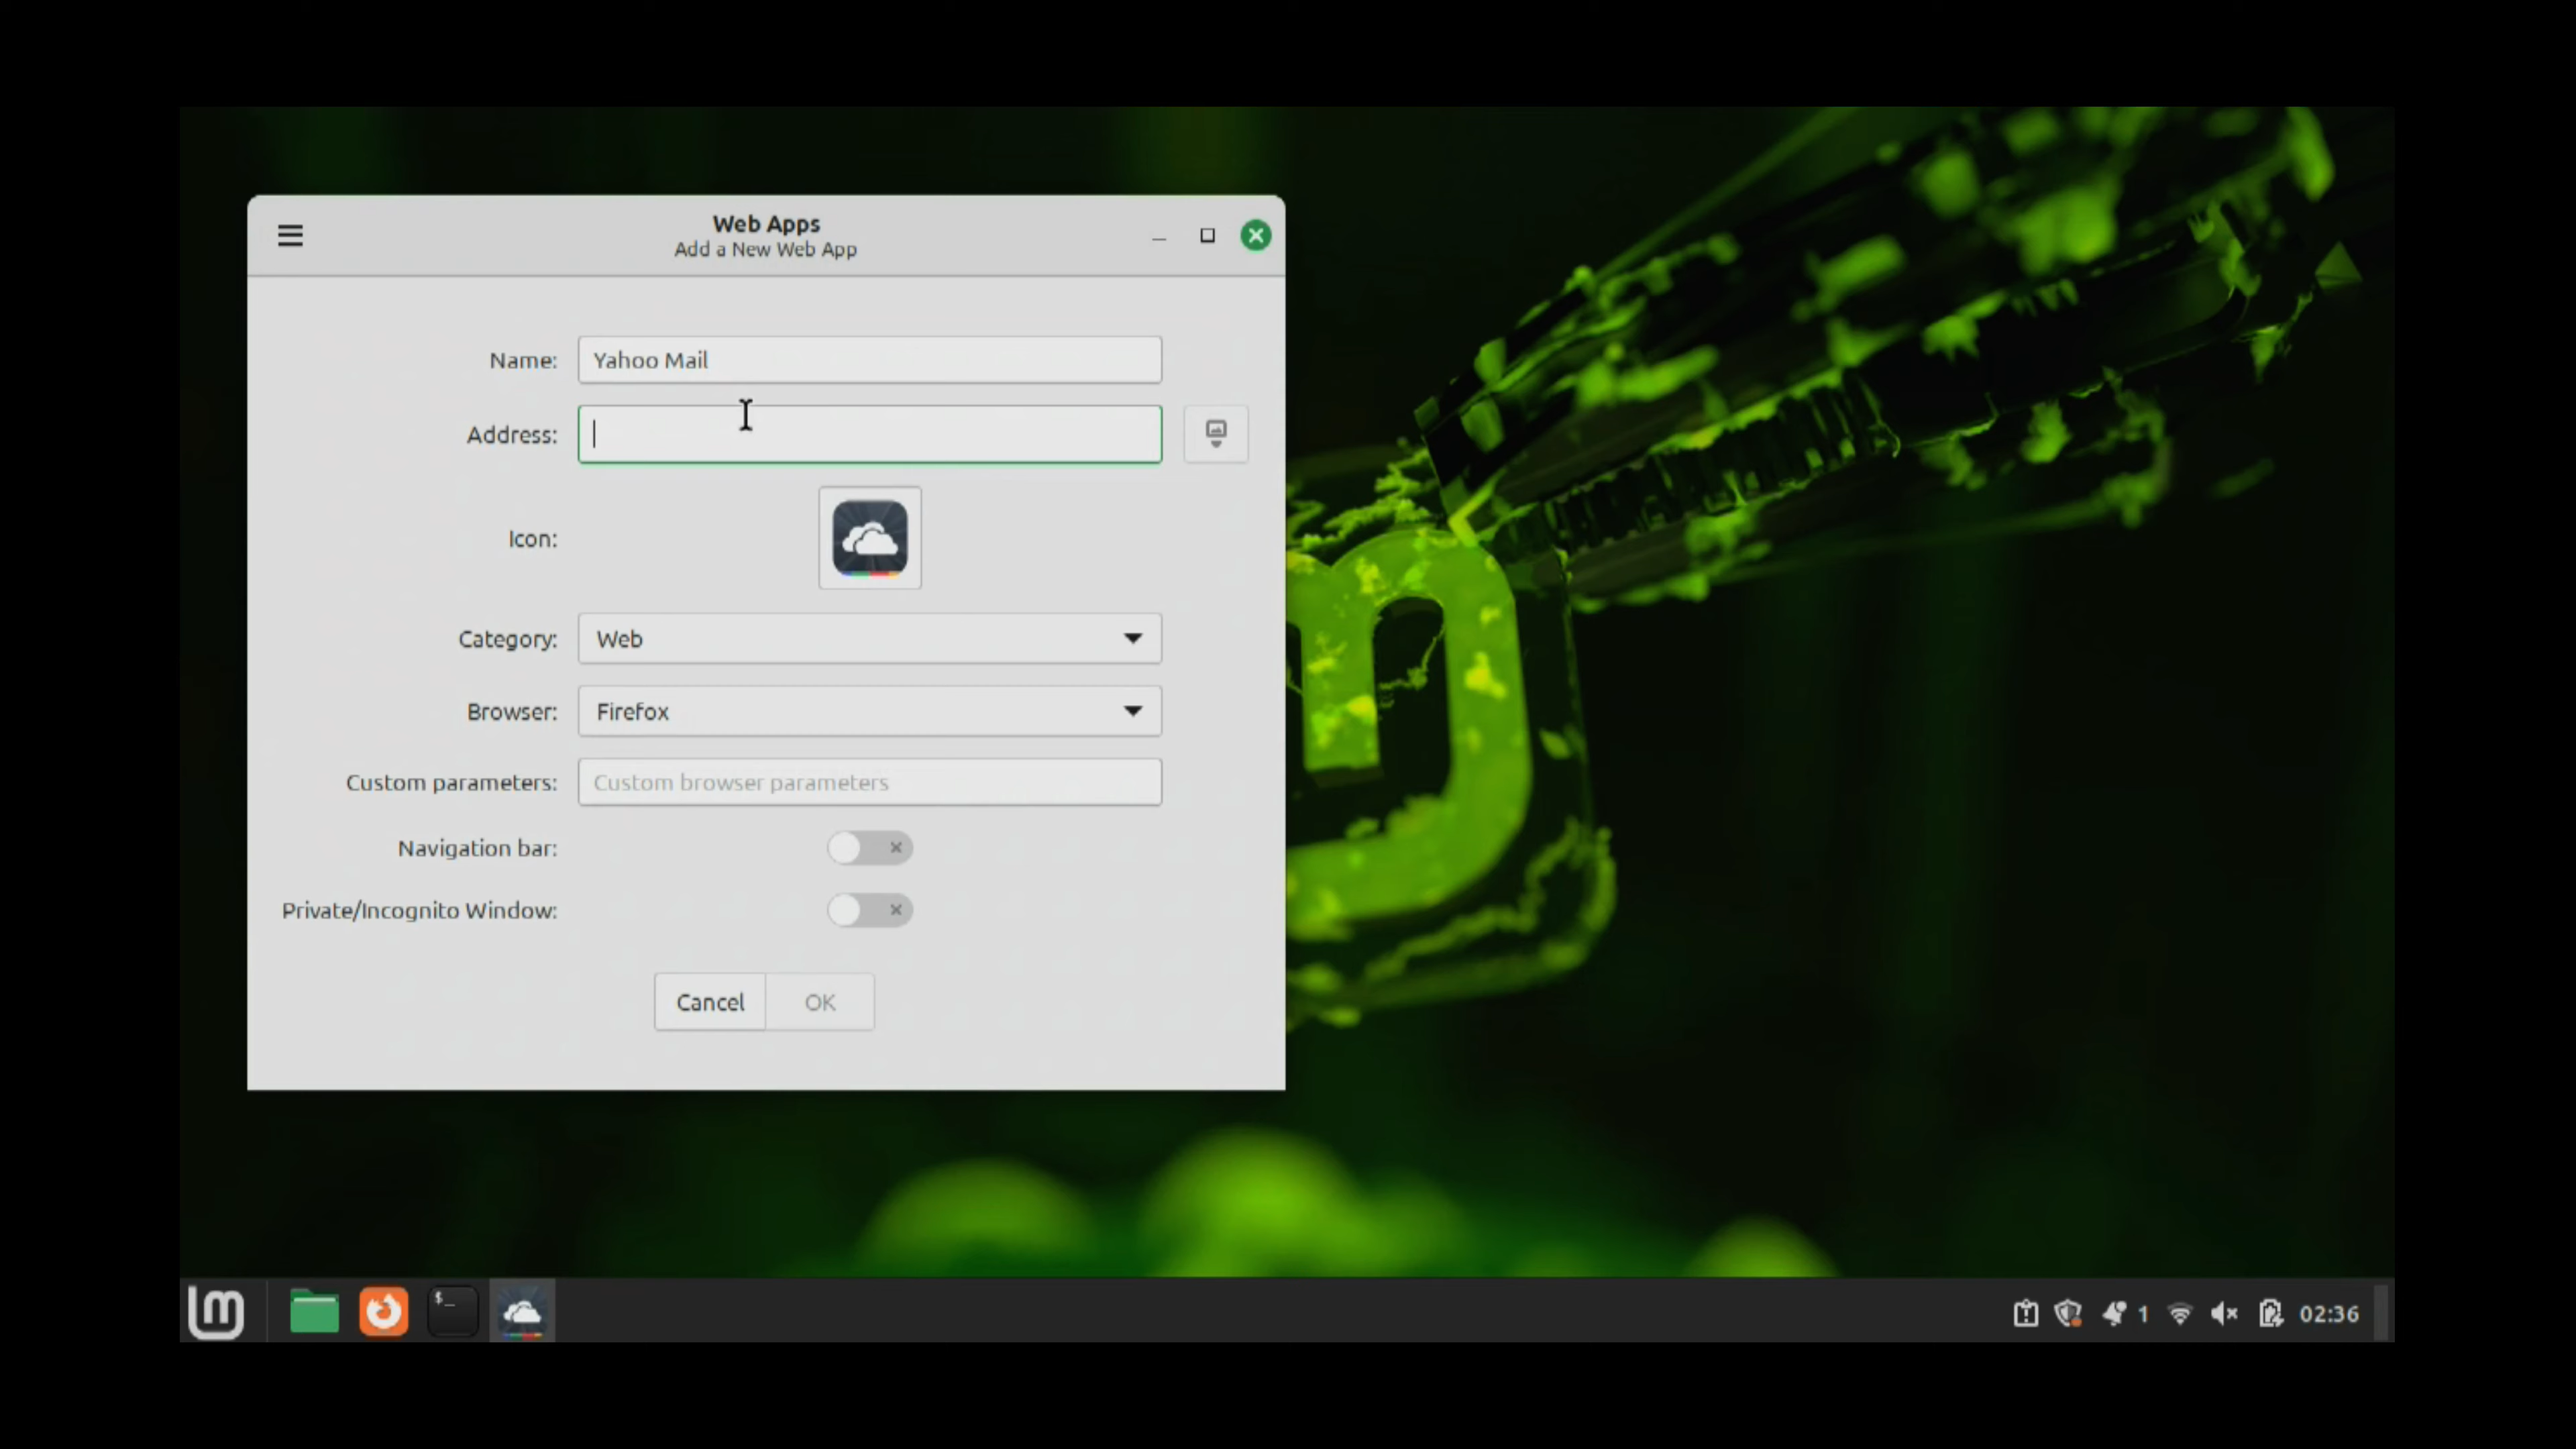 Web Apps
Add a New Web App
Name: Yahoo Mail
Address:
Icon:
Category: Web
Browser: Firefox
Custom parameters: Custom browser parameters
Navigation bar:
Private/Incognito Window:
Cancel OK
lm $_ 1 02:36